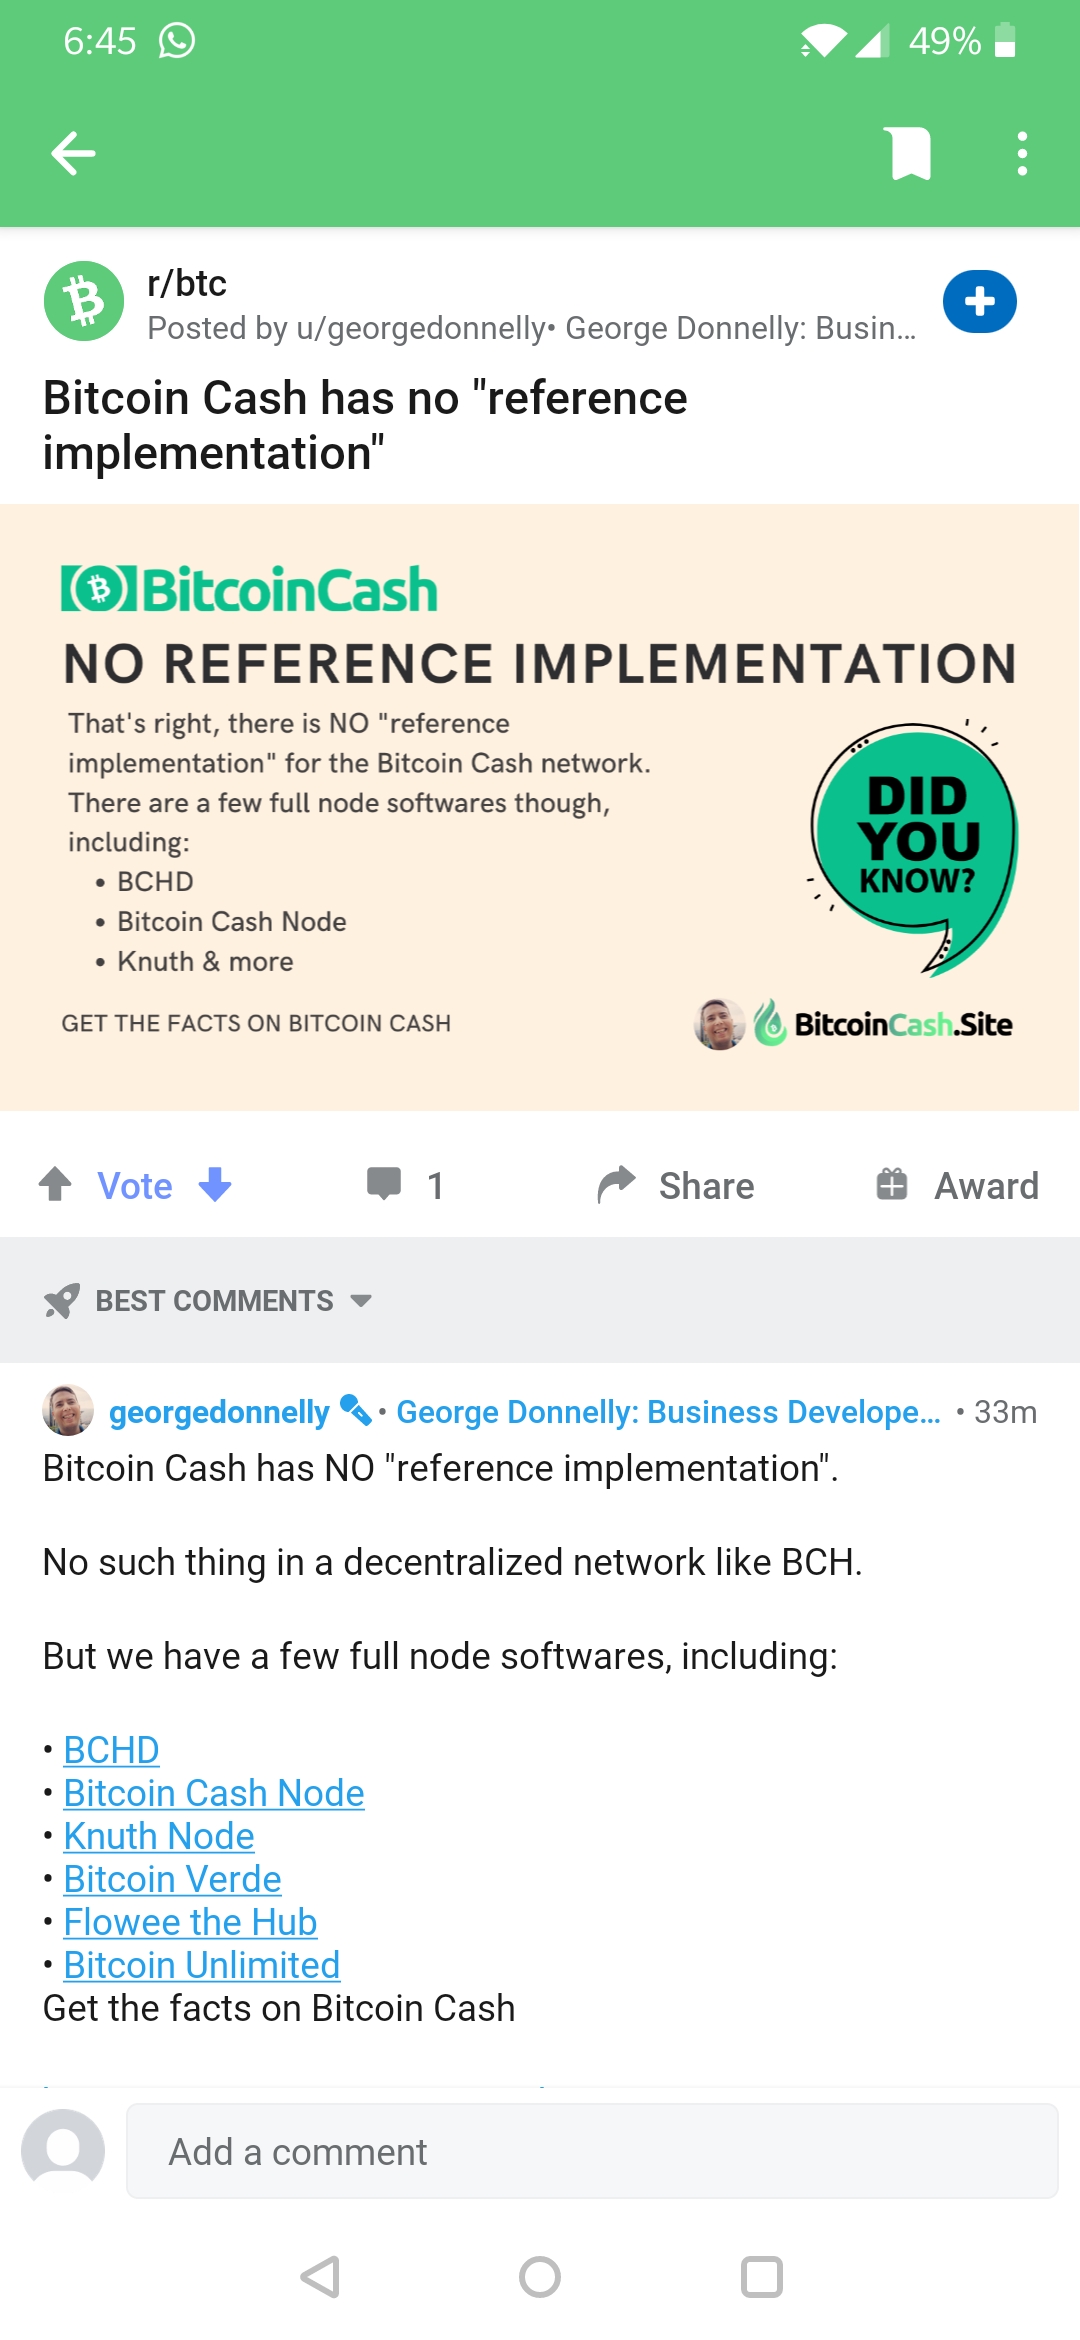 6:45
49%
r/btc
Posted by u/georgedonnelly• George Donnelly: Busin...
Bitcoin Cash has no "reference
implementation"
BitcoinCash
NO REFERENCE IMPLEMENTATION
That's right, there is NO "reference
implementation" for the Bitcoin Cash network.
There are a few full node softwares though,
including:
• BCHD
• Bitcoin Cash Node
• Knuth & more
DID
YOU
KNOW?
GET THE FACTS ON BITCOIN CASH
BitcoinCash.Site
Vote
1
Share
Award
BEST COMMENTS
georgedonnelly • George Donnelly: Business Develope... • 33m
Bitcoin Cash has NO "reference implementation".
No such thing in a decentralized network like BCH.
But we have a few full node softwares, including:
• BCHD
• Bitcoin Cash Node
• Knuth Node
• Bitcoin Verde
• Flowee the Hub
• Bitcoin Unlimited
Get the facts on Bitcoin Cash
Add a comment